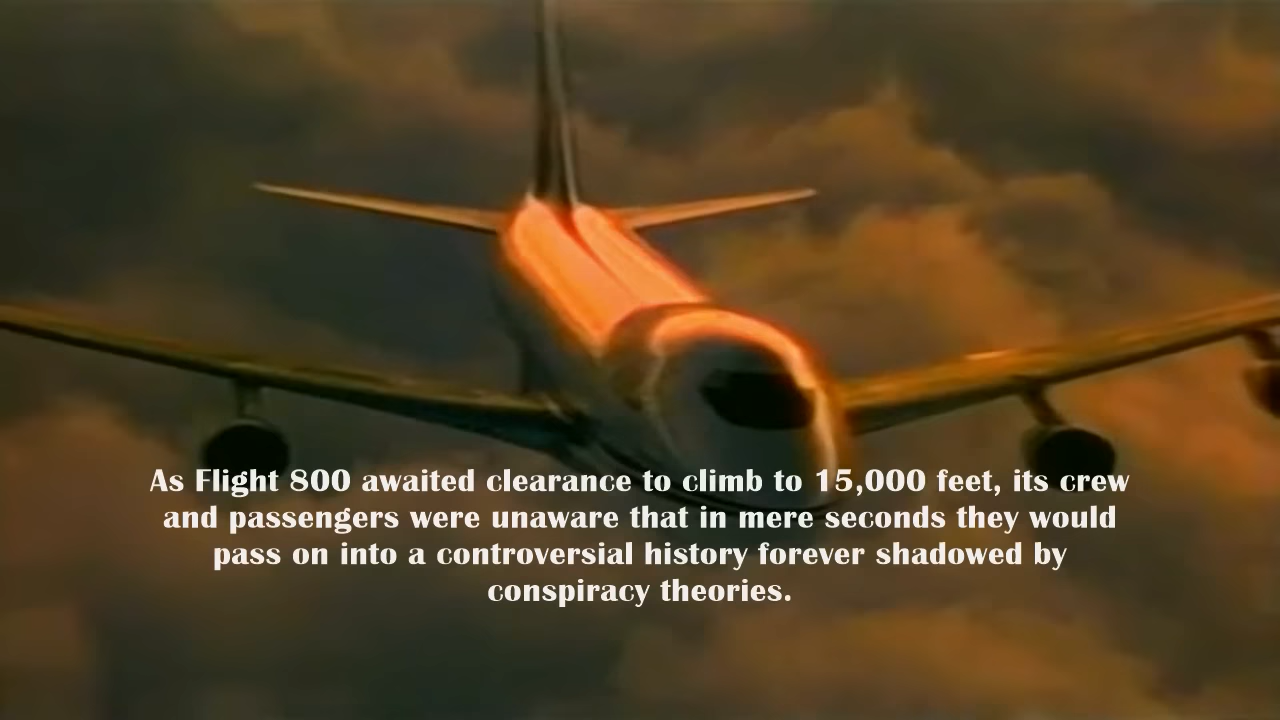 As Flight 800 awaited clearance to climb to 15,000 feet, its crew
and passengers were unaware that in mere seconds they would
pass on into a controversial history forever shadowed by
conspiracy theories.